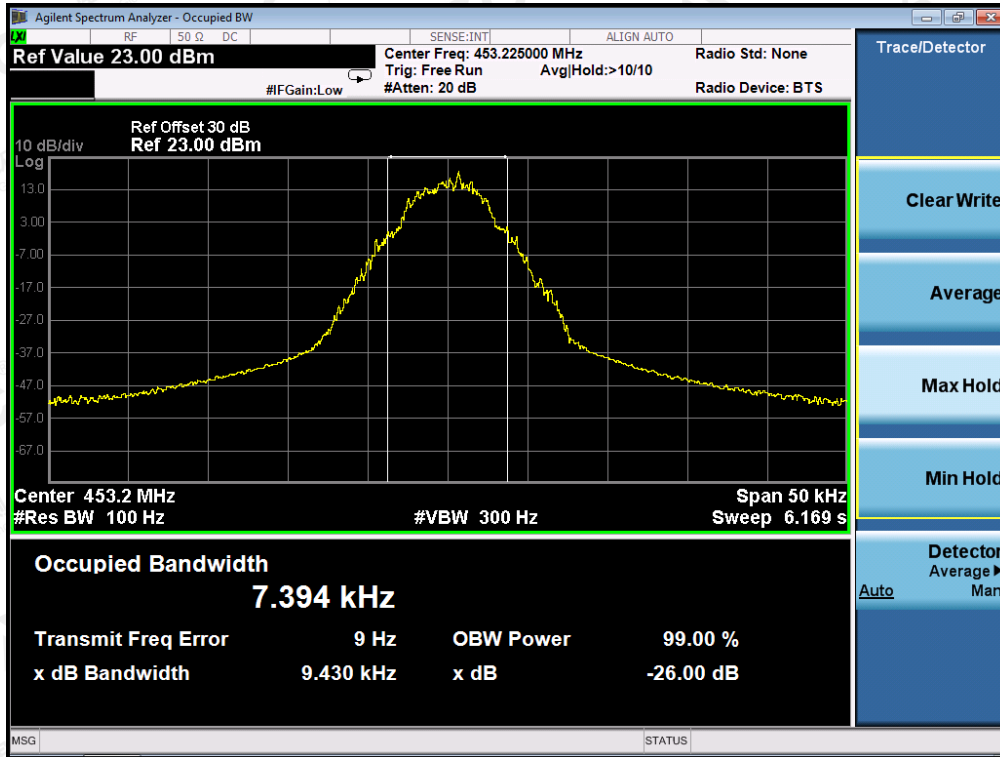 Agilent Spectrum Analyzer - Occupied BW
LXI RF 50 Ω DC SENSE:INT ALIGN AUTO
Ref Value 23.00 dBm
Center Freq: 453.225000 MHz
Radio Std: None
Trig: Free Run
Avg|Hold:>10/10
#IFGain:Low
#Atten: 20 dB
Radio Device: BTS
Trace/Detector
Ref Offset 30 dB
10 dB/div Ref 23.00 dBm
Log
13.0
3.00
-7.00
-17.0
-27.0
-37.0
-47.0
-57.0
-67.0
Center 453.2 MHz
Span 50 kHz
#Res BW 100 Hz
#VBW 300 Hz
Sweep 6.169 s
Clear Write
Average
Max Hold
Min Hold
Detector
Average
Auto Man
Occupied Bandwidth
7.394 kHz
Transmit Freq Error 9 Hz OBW Power 99.00 %
x dB Bandwidth 9.430 kHz x dB -26.00 dB
MSG STATUS